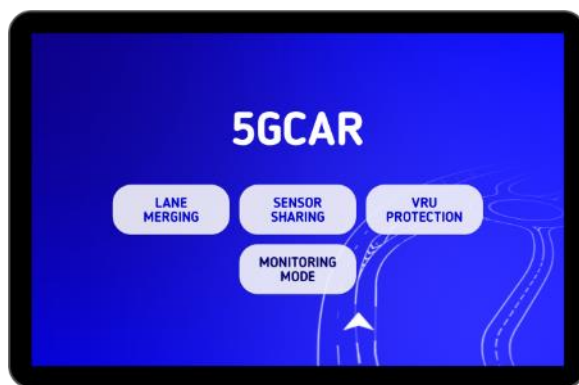 5GCAR
LANE
MERGING
SENSOR
SHARING
VRU
PROTECTION
MONITORING
MODE